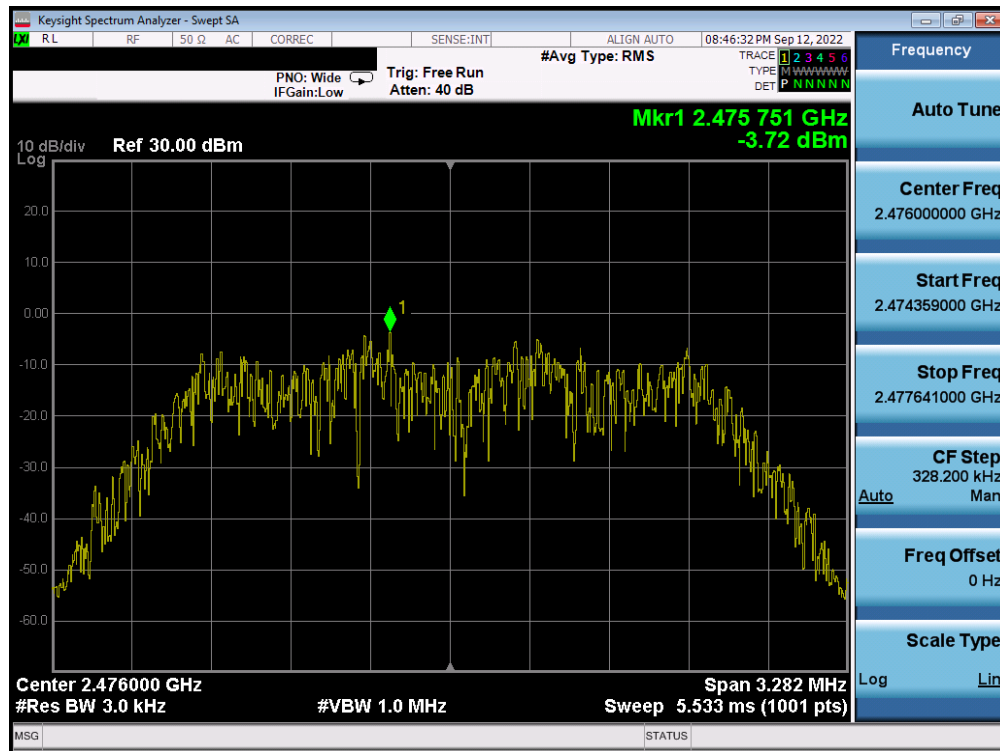 Keysight Spectrum Analyzer - Swept SA
LXI RL RF 50 Ω AC CORREC SENSE:INT ALIGN AUTO 08:46:32 PM Sep 12, 2022
PNO: Wide Trig: Free Run #Avg Type: RMS TRACE 1 2 3 4 5 6
IFGain:Low Atten: 40 dB TYPE M WWWWW
DET P N N N N N
Mkr1 2.475 751 GHz
-3.72 dBm
10 dB/div Ref 30.00 dBm
Log
20.0
10.0
0.00
1
-10.0
-20.0
-30.0
-40.0
-50.0
-60.0
Center 2.476000 GHz Span 3.282 MHz
#Res BW 3.0 kHz #VBW 1.0 MHz Sweep 5.533 ms (1001 pts)
MSG STATUS
Frequency
Auto Tune
Center Freq
2.476000000 GHz
Start Freq
2.474359000 GHz
Stop Freq
2.477641000 GHz
CF Step
328.200 kHz
Auto Man
Freq Offset
0 Hz
Scale Type
Log Lin